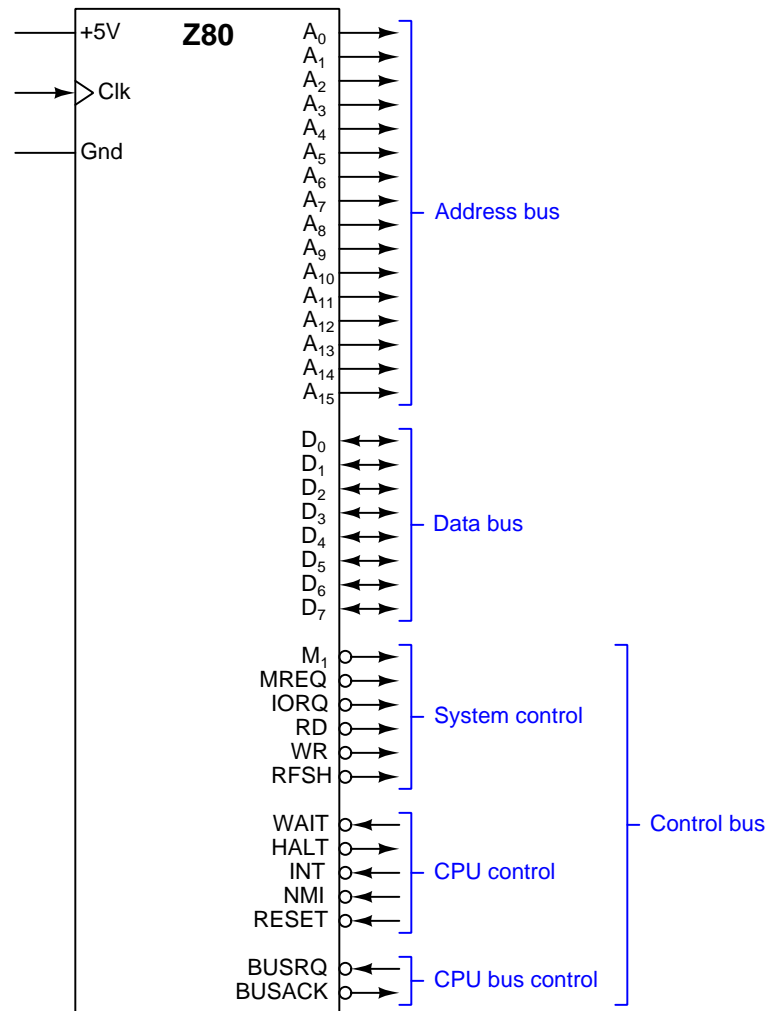 Z80
+5V
Clk
Gnd
A0
A1
A2
A3
A4
A5
A6
A7
A8
A9
A10
A11
A12
A13
A14
A15
Address bus
D0
D1
D2
D3
D4
D5
D6
D7
Data bus
M1
MREQ
IORQ
RD
WR
RFSH
System control
WAIT
HALT
INT
NMI
RESET
CPU control
BUSRQ
BUSACK
CPU bus control
Control bus